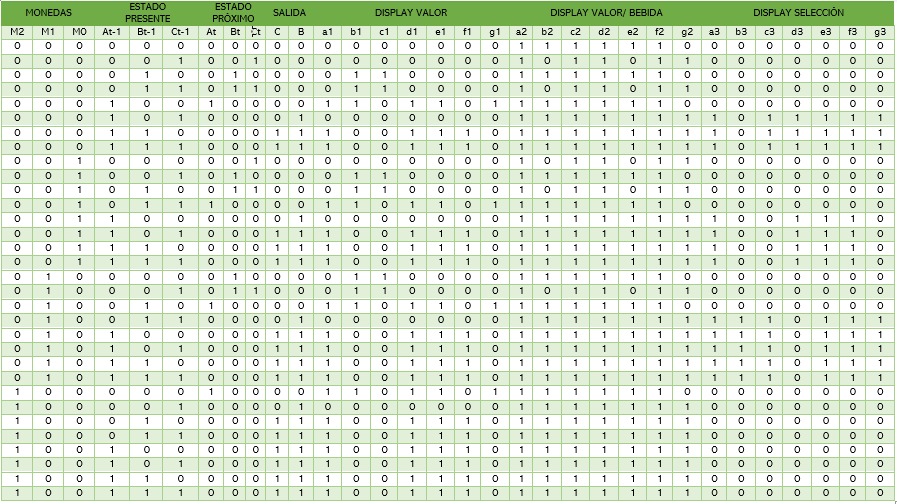 MONEDAS ESTADO PRESENTE ESTADO PRÓXIMO SALIDA DISPLAY VALOR DISPLAY VALOR/ BEBIDA DISPLAY SELECCIÓN
M2 M1 M0 At-1 Bt-1 Ct-1 At Bt Ct C B a1 b1 c1 d1 e1 f1 g1 a2 b2 c2 d2 e2 f2 g2 a3 b3 c3 d3 e3 f3 g3
0 0 0 0 0 0 0 0 0 0 0 0 0 0 0 0 0 0 1 1 1 1 1 1 0 0 0 0 0 0 0 0
0 0 0 0 0 1 0 0 1 0 0 0 0 0 0 0 0 0 1 0 1 1 0 1 1 0 0 0 0 0 0 0
0 0 0 0 1 0 0 1 0 0 0 0 1 1 0 0 0 0 1 1 1 1 1 1 0 0 0 0 0 0 0 0
0 0 0 0 1 1 0 1 1 0 0 0 1 1 0 0 0 0 1 0 1 1 0 1 1 0 0 0 0 0 0 0
0 0 0 1 0 0 1 0 0 0 0 1 1 0 1 1 0 1 1 1 1 1 1 1 0 0 0 0 0 0 0 0
0 0 0 1 0 1 0 0 0 0 1 0 0 0 1 1 1 0 1 1 1 1 1 1 1 0 0 1 1 1 1 1
0 0 0 1 1 0 0 0 0 1 1 1 0 0 1 1 1 0 1 1 1 1 1 1 1 0 0 1 1 1 1 1
0 0 0 1 1 1 0 0 0 1 1 1 0 0 1 1 1 0 1 1 1 1 1 1 1 0 0 1 1 1 1 1
0 0 1 0 0 0 0 0 1 0 0 0 0 0 0 0 0 0 1 0 1 1 0 1 1 0 0 0 0 0 0 0
0 0 1 0 0 1 0 1 0 0 0 0 1 1 0 0 0 0 1 1 1 1 1 1 0 0 0 0 0 0 0 0
0 0 1 0 1 0 0 1 1 0 0 0 1 1 0 0 0 0 1 0 1 1 0 1 1 0 0 0 0 0 0 0
0 0 1 0 1 1 1 0 0 0 0 1 1 0 1 1 0 1 1 1 1 1 1 1 0 0 0 0 0 0 0 0
0 0 1 1 0 0 0 0 0 0 1 0 0 0 1 1 1 0 1 1 1 1 1 1 1 0 0 0 1 1 1 0
0 0 1 1 0 1 0 0 0 1 1 1 0 0 1 1 1 0 1 1 1 1 1 1 1 0 0 0 1 1 1 0
0 0 1 1 1 0 0 0 0 1 1 1 0 0 1 1 1 0 1 1 1 1 1 1 1 0 0 0 1 1 1 0
0 0 1 1 1 1 0 0 0 1 1 1 0 0 1 1 1 0 1 1 1 1 1 1 1 0 0 0 1 1 1 0
0 1 0 0 0 0 0 1 0 0 0 0 1 1 0 0 0 0 1 1 1 1 1 1 0 0 0 0 0 0 0 0
0 1 0 0 0 1 0 1 1 0 0 0 1 1 0 0 0 0 1 0 1 1 0 1 1 0 0 0 0 0 0 0
0 1 0 0 1 0 1 0 0 0 0 1 1 0 1 1 0 1 1 1 1 1 1 1 0 0 0 0 0 0 0 0
0 1 0 0 1 1 0 0 0 0 1 0 0 0 0 0 0 0 1 1 1 1 1 1 1 1 1 1 0 1 1 1
0 1 0 1 0 0 0 0 0 1 1 1 0 0 1 1 1 0 1 1 1 1 1 1 1 1 1 1 0 1 1 1
0 1 0 1 0 1 0 0 0 1 1 1 0 0 1 1 1 0 1 1 1 1 1 1 1 1 1 1 0 1 1 1
0 1 0 1 1 0 0 0 0 1 1 1 0 0 1 1 1 0 1 1 1 1 1 1 1 1 1 1 0 1 1 1
0 1 0 1 1 1 0 0 0 1 1 1 0 0 1 1 1 0 1 1 1 1 1 1 1 1 1 1 0 1 1 1
1 0 0 0 0 0 1 0 0 0 0 1 1 0 1 1 0 1 1 1 1 1 1 1 0 0 0 0 0 0 0 0
1 0 0 0 0 1 0 0 0 0 1 0 0 0 0 0 0 0 1 1 1 1 1 1 1 0 0 0 0 0 0 0
1 0 0 0 1 0 0 0 0 1 1 1 0 0 1 1 1 0 1 1 1 1 1 1 1 0 0 0 0 0 0 0
1 0 0 0 1 1 0 0 0 1 1 1 0 0 1 1 1 0 1 1 1 1 1 1 1 0 0 0 0 0 0 0
1 0 0 1 0 0 0 0 0 1 1 1 0 0 1 1 1 0 1 1 1 1 1 1 1 0 0 0 0 0 0 0
1 0 0 1 0 1 0 0 0 1 1 1 0 0 1 1 1 0 1 1 1 1 1 1 1 0 0 0 0 0 0 0
1 0 0 1 1 0 0 0 0 1 1 1 0 0 1 1 1 0 1 1 1 1 1 1 1 0 0 0 0 0 0 0
1 0 0 1 1 1 0 0 0 1 1 1 0 0 1 1 1 0 1 1 1 1 1 1 1 0 0 0 0 0 0 0